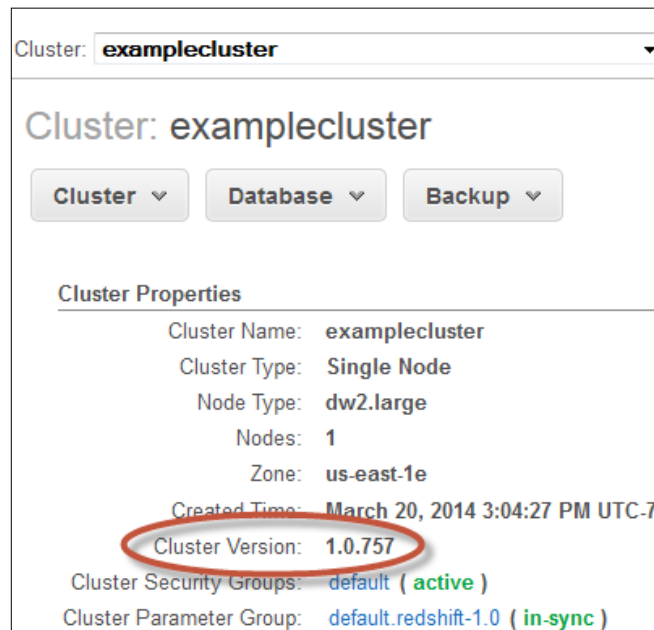 Cluster: examplecluster
Cluster: examplecluster
Cluster Database Backup
Cluster Properties
Cluster Name: examplecluster
Cluster Type: Single Node
Node Type: dw2.large
Nodes: 1
Zone: us-east-1e
Created Time: March 20, 2014 3:04:27 PM UTC-7
Cluster Version: 1.0.757
Cluster Security Groups: default ( active )
Cluster Parameter Group: default.redshift-1.0 ( in-sync )